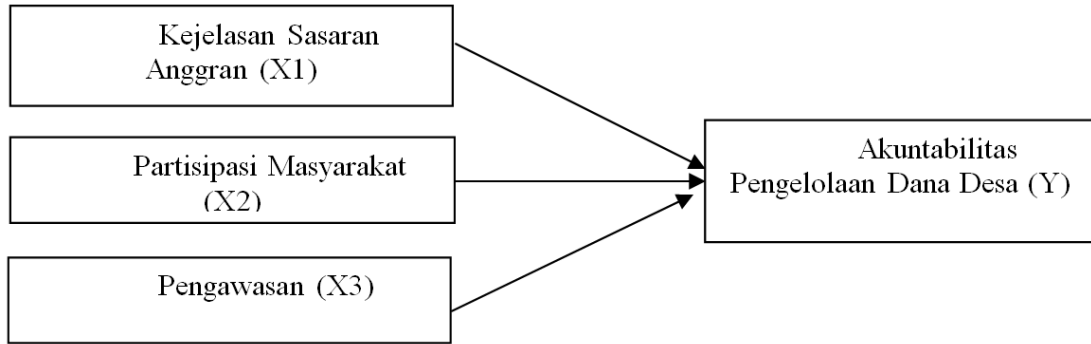 Kejelasan Sasaran
Anggran (X1)
Partisipasi Masyarakat
(X2)
Pengawasan (X3)
Akuntabilitas
Pengelolaan Dana Desa (Y)